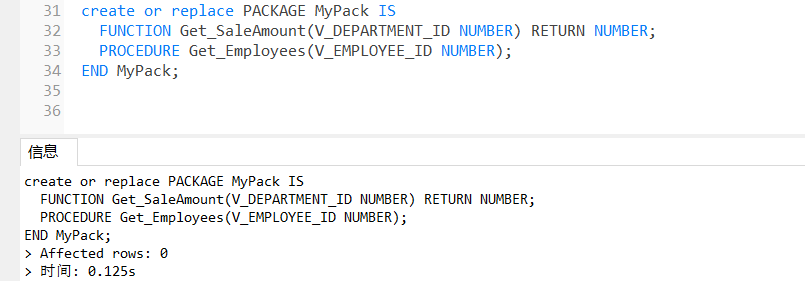 31 create or replace PACKAGE MyPack IS
32 FUNCTION Get_SaleAmount(V_DEPARTMENT_ID NUMBER) RETURN NUMBER;
33 PROCEDURE Get_Employees(V_EMPLOYEE_ID NUMBER);
34 END MyPack;
35
36
信息
create or replace PACKAGE MyPack IS
FUNCTION Get_SaleAmount(V_DEPARTMENT_ID NUMBER) RETURN NUMBER;
PROCEDURE Get_Employees(V_EMPLOYEE_ID NUMBER);
END MyPack;
> Affected rows: 0
> 时间: 0.125s